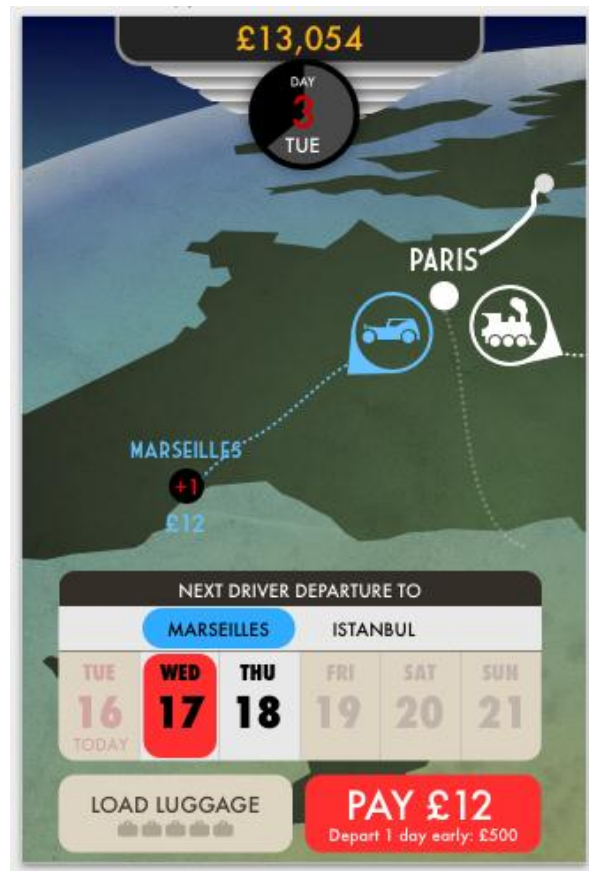 £13,054
DAY
3
TUE
PARIS
MARSEILLES
+1
£12
NEXT DRIVER DEPARTURE TO
MARSEILLES ISTANBUL
TUE WED THU FRI SAT SUN
16 17 18 19 20 21
TODAY
LOAD LUGGAGE
PAY £12
Depart 1 day early: £500